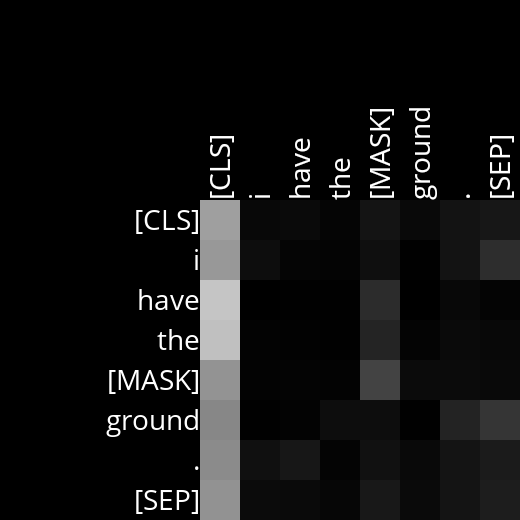 [CLS] i have the [MASK] ground . [SEP]
[CLS]
i
have
the
[MASK]
ground
.
[SEP]